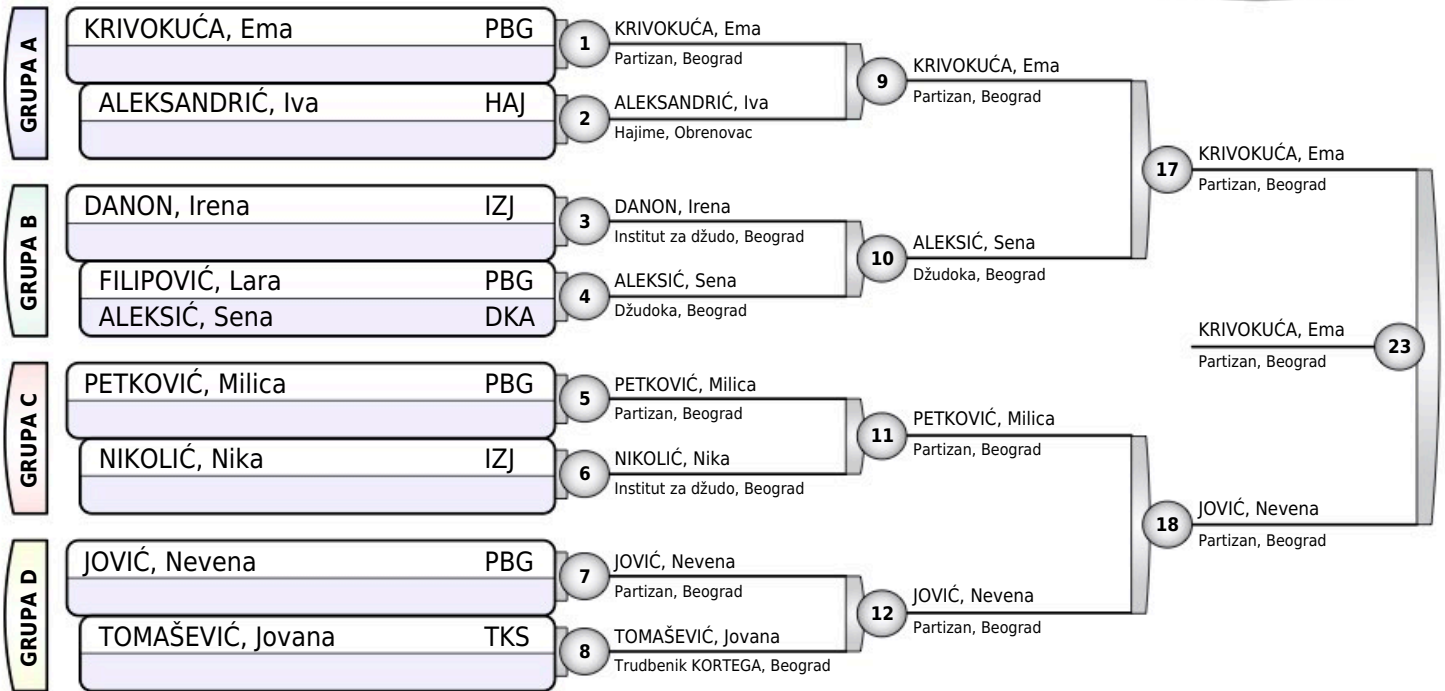 GRUPA A
KRIVOKUĆA, Ema PBG
ALEKSANDRIĆ, Iva HAJ
1
KRIVOKUĆA, Ema
Partizan, Beograd
2
ALEKSANDRIĆ, Iva
Hajime, Obrenovac
9
KRIVOKUĆA, Ema
Partizan, Beograd
GRUPA B
DANON, Irena IZJ
FILIPOVIĆ, Lara PBG
ALEKSIĆ, Sena DKA
3
DANON, Irena
Institut za džudo, Beograd
4
ALEKSIĆ, Sena
Džudoka, Beograd
10
ALEKSIĆ, Sena
Džudoka, Beograd
17
KRIVOKUĆA, Ema
Partizan, Beograd
GRUPA C
PETKOVIĆ, Milica PBG
NIKOLIĆ, Nika IZJ
5
PETKOVIĆ, Milica
Partizan, Beograd
6
NIKOLIĆ, Nika
Institut za džudo, Beograd
11
PETKOVIĆ, Milica
Partizan, Beograd
GRUPA D
JOVIĆ, Nevena PBG
TOMAŠEVIĆ, Jovana TKS
7
JOVIĆ, Nevena
Partizan, Beograd
8
TOMAŠEVIĆ, Jovana
Trudbenik KORTEGA, Beograd
12
JOVIĆ, Nevena
Partizan, Beograd
18
JOVIĆ, Nevena
Partizan, Beograd
KRIVOKUĆA, Ema
Partizan, Beograd
23